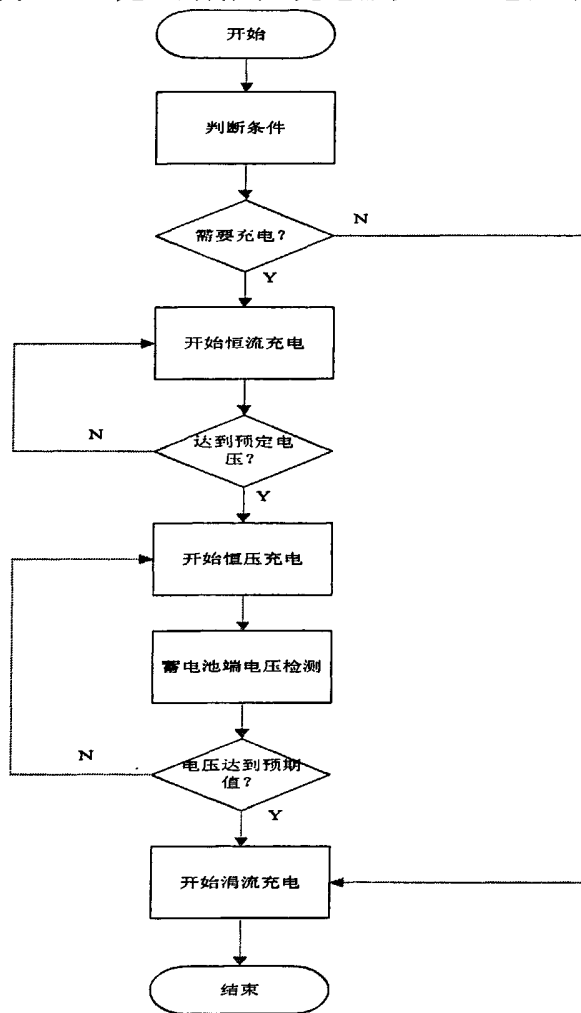 开始
判断条件
需要充电？
N
Y
开始恒流充电
达到预定电
压？
N
Y
开始恒压充电
蓄电池端电压检测
电压达到预期
值？
N
Y
开始涓流充电
结束